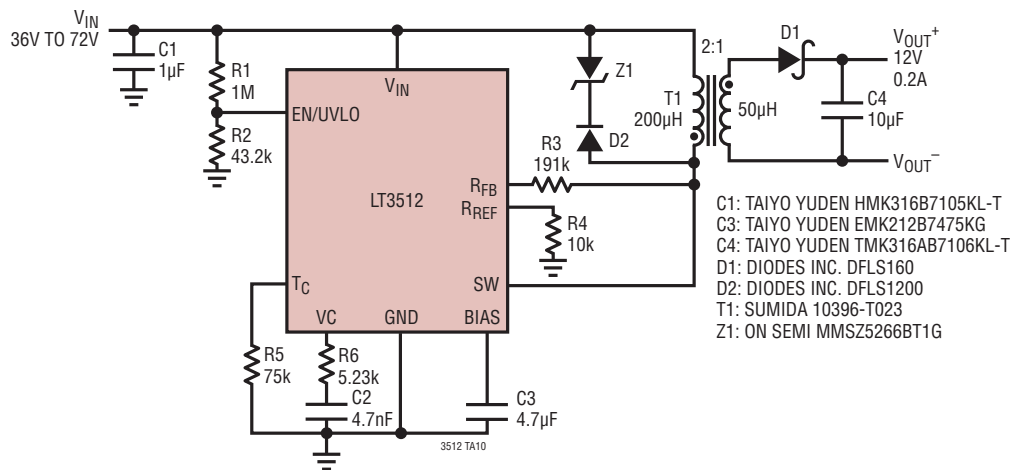 VIN
36V TO 72V
C1
1µF
R1
1M
R2
43.2k
EN/UVLO
VIN
Z1
D2
2:1
T1
200µH
50µH
D1
VOUT+
12V
0.2A
C4
10µF
VOUT–
R3
191k
RFB
RREF
LT3512
R4
10k
TC
SW
VC
GND
BIAS
R5
75k
R6
5.23k
C2
4.7nF
C3
4.7µF
3512 TA10
C1: TAIYO YUDEN HMK316B7105KL-T
C3: TAIYO YUDEN EMK212B7475KG
C4: TAIYO YUDEN TMK316AB7106KL-T
D1: DIODES INC. DFLS160
D2: DIODES INC. DFLS1200
T1: SUMIDA 10396-T023
Z1: ON SEMI MMSZ5266BT1G